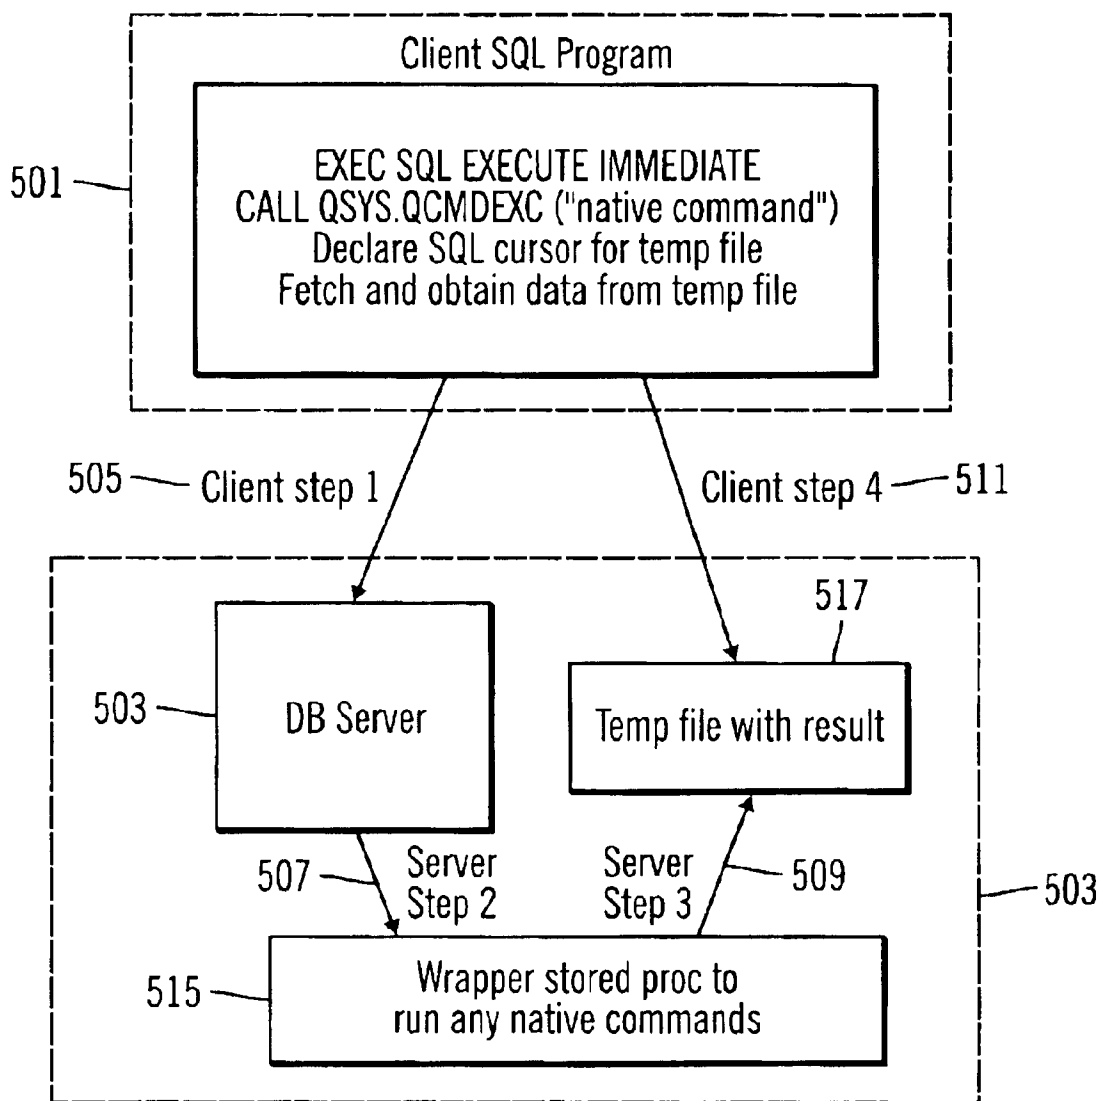 Client SQL Program
EXEC SQL EXECUTE IMMEDIATE
CALL QSYS.QCMDEXC ("native command")
Declare SQL cursor for temp file
Fetch and obtain data from temp file
501
505
Client step 1
Client step 4
511
517
503
DB Server
Temp file with result
507
Server
Step 2
Server
Step 3
509
503
515
Wrapper stored proc to
run any native commands